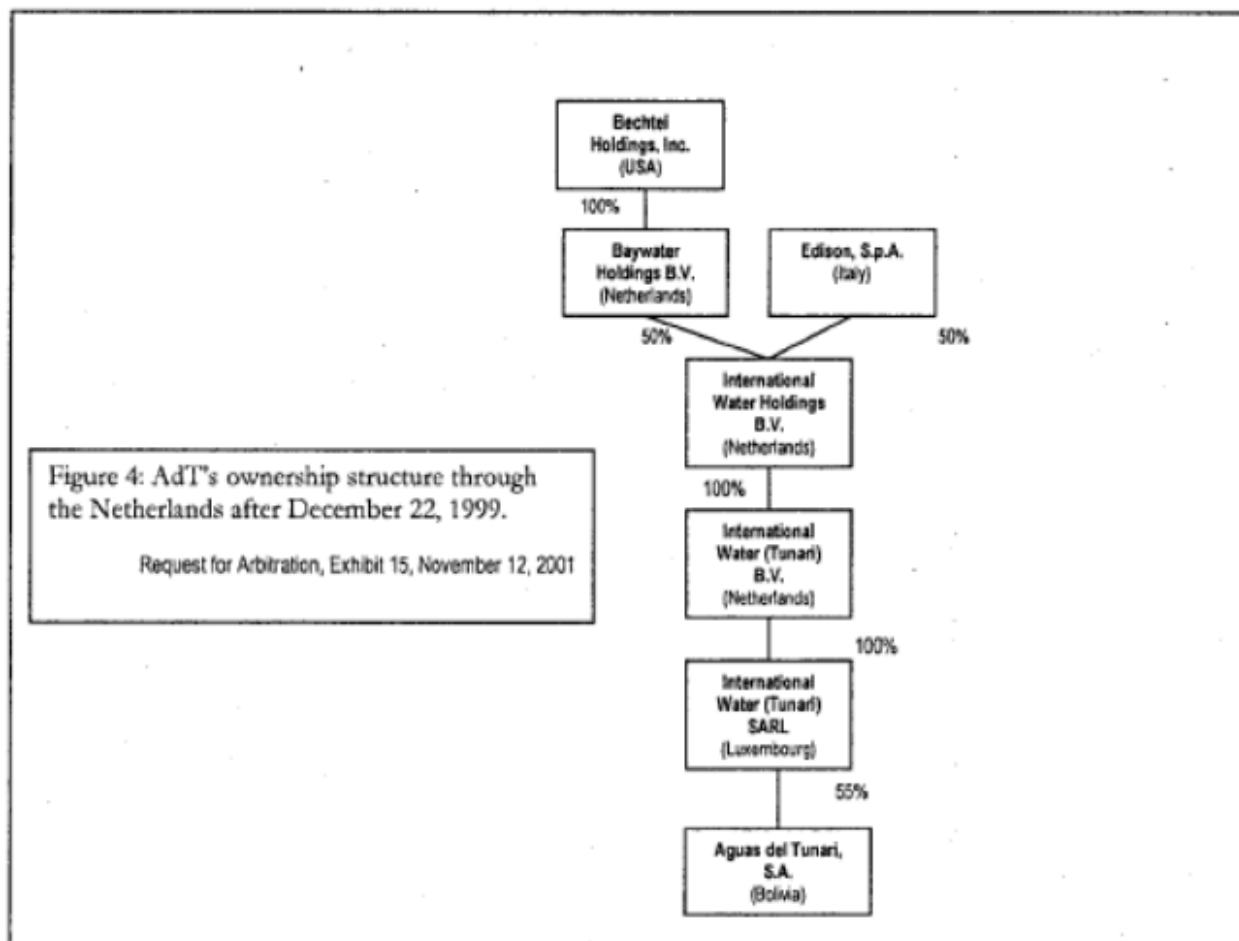 Bechtel
Holdings, Inc.
(USA)
100%
Baywater
Holdings B.V.
(Netherlands)
Edison, S.p.A.
(Italy)
50%
50%
International
Water Holdings
B.V.
(Netherlands)
100%
Figure 4: AdT's ownership structure through
the Netherlands after December 22, 1999.
Request for Arbitration, Exhibit 15, November 12, 2001
International
Water (Tunari)
B.V.
(Netherlands)
100%
International
Water (Tunari)
SARL
(Luxembourg)
55%
Aguas del Tunari,
S.A.
(Bolivia)